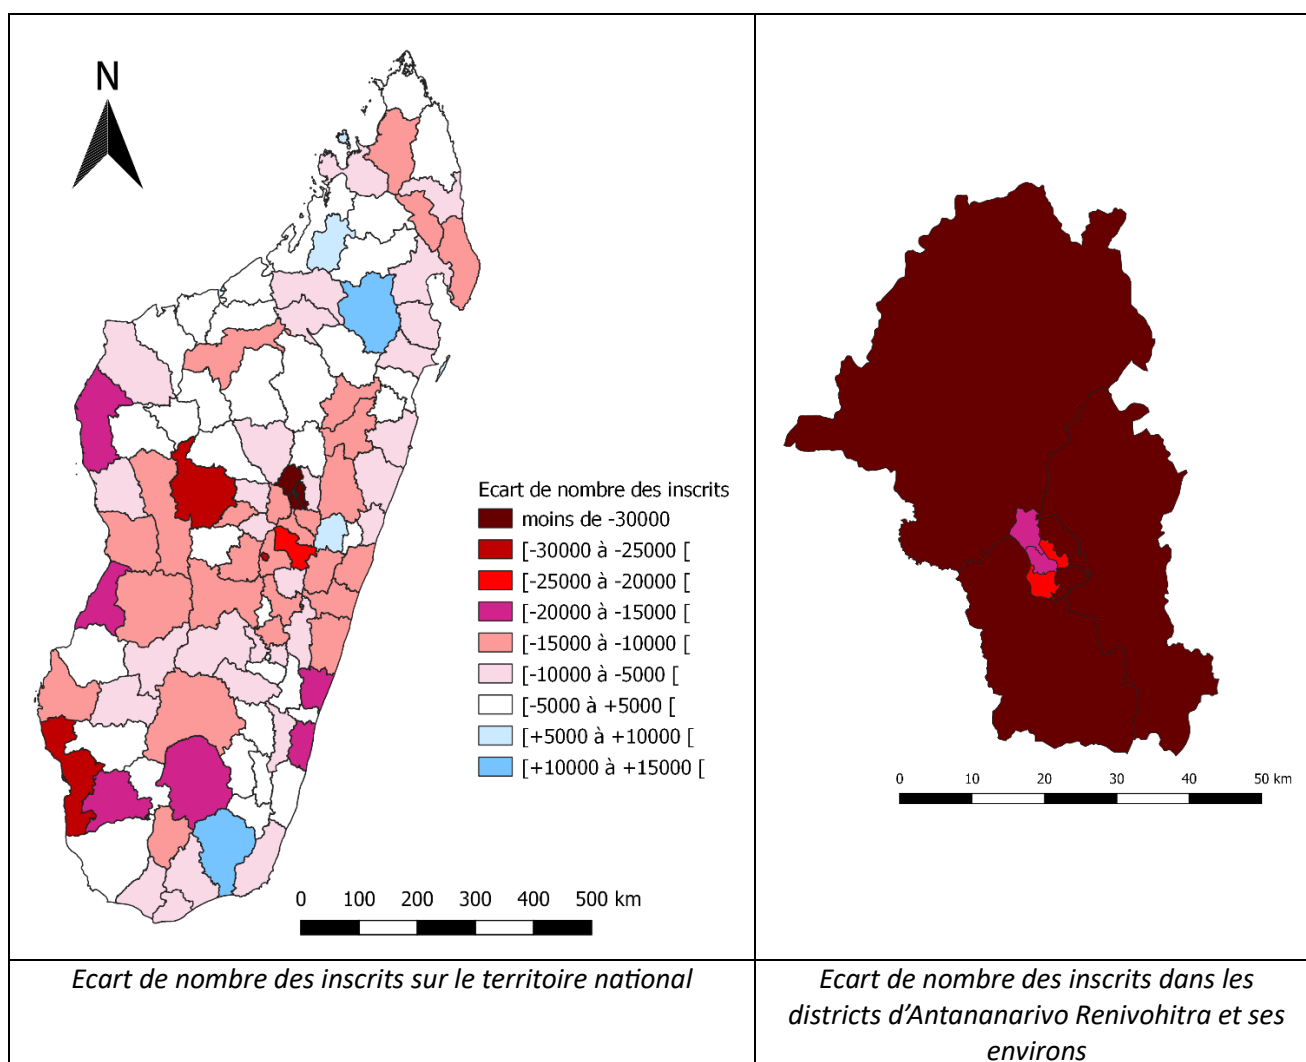 N
Ecart de nombre des inscrits
moins de -30000
[-30000 à -25000 [
[-25000 à -20000 [
[-20000 à -15000 [
[-15000 à -10000 [
[-10000 à -5000 [
[-5000 à +5000 [
[+5000 à +10000 [
[+10000 à +15000 [
0 100 200 300 400 500 km
0 10 20 30 40 50 km
Ecart de nombre des inscrits sur le territoire national
Ecart de nombre des inscrits dans les
districts d’Antananarivo Renivohitra et ses
environs